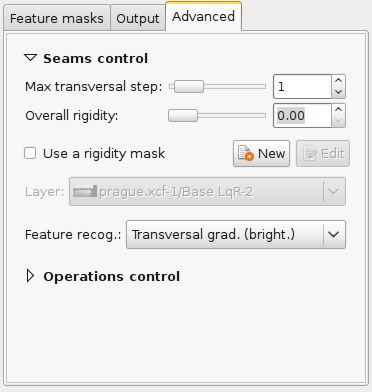 Feature masks Output Advanced
Seams control
Max transversal step: 1
Overall rigidity: 0.00
Use a rigidity mask New Edit
Layer: prague.xcf-1/Base LqR-2
Feature recog.: Transversal grad. (bright.)
Operations control